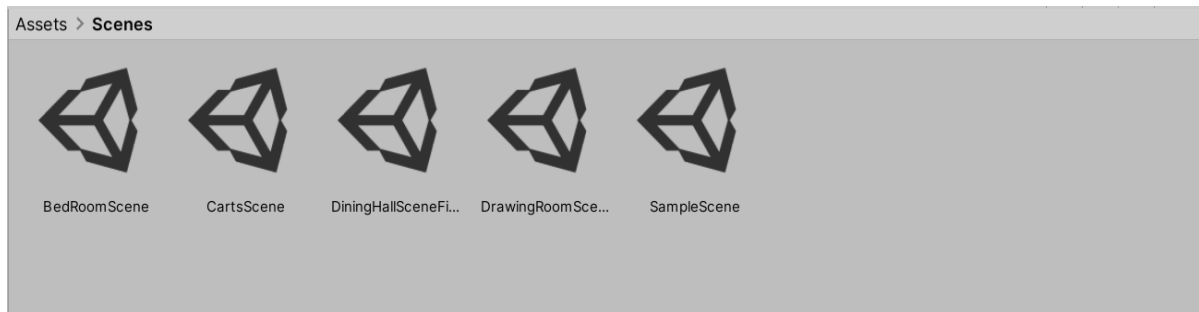 Assets > Scenes
BedRoomScene
CartsScene
DiningHallSceneFi...
DrawingRoomSce...
SampleScene